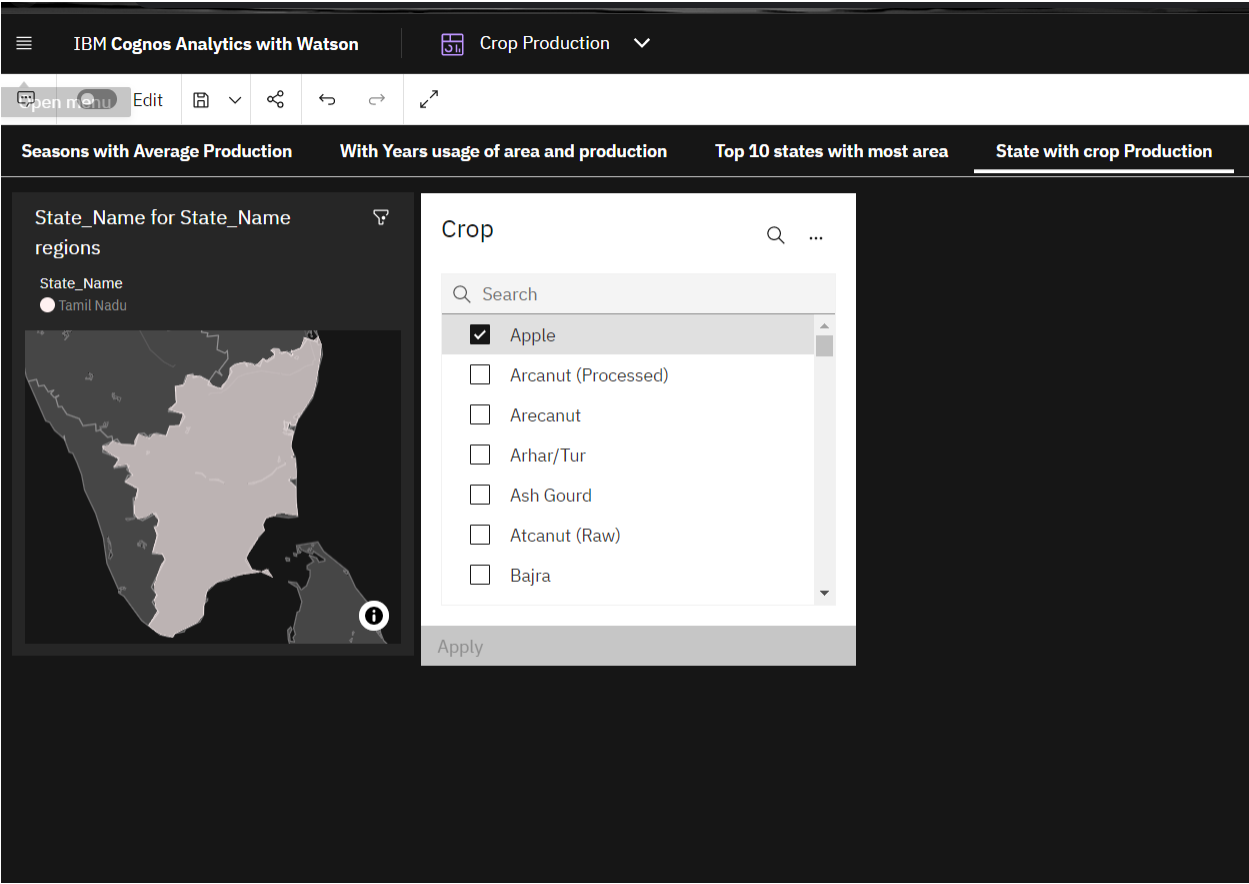 IBM Cognos Analytics with Watson
Crop Production
Open menu
Edit
Seasons with Average Production
With Years usage of area and production
Top 10 states with most area
State with crop Production
State_Name for State_Name
regions
State_Name
Tamil Nadu
Crop
Search
Apple
Arcanut (Processed)
Arecanut
Arhar/Tur
Ash Gourd
Atcanut (Raw)
Bajra
Apply